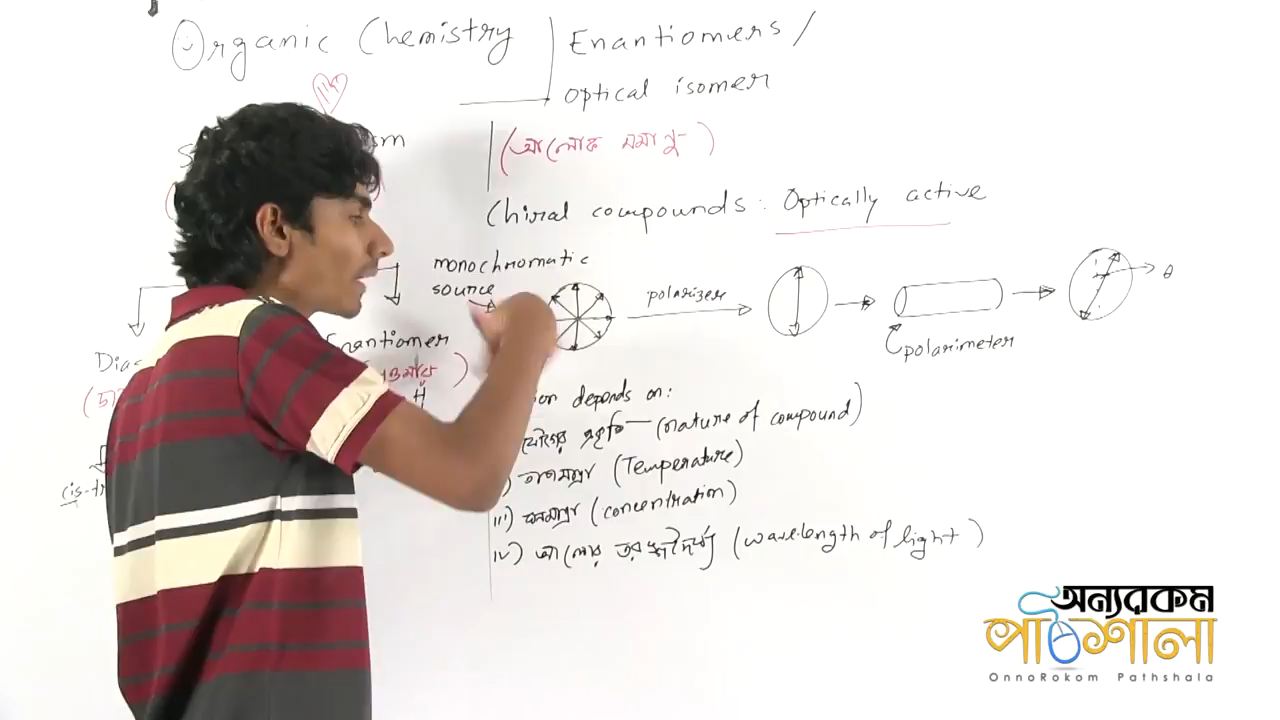 Organic Chemistry
Enantiomers/
optical isomer
(আলোক সমাণু)
Chiral compounds: Optically active
monochromatic
source
polarizer
polarimeter
θ
Enantiomer
H
depends on:
যৌগের প্রকৃতি — (nature of compound)
তাপমাত্রা (Temperature)
iii) ঘনমাত্রা (concentration)
iv) আলোর তরঙ্গদৈর্ঘ্য (wavelength of light)
অন্যরকম
পাঠশালা
OnnoRokom Pathshala